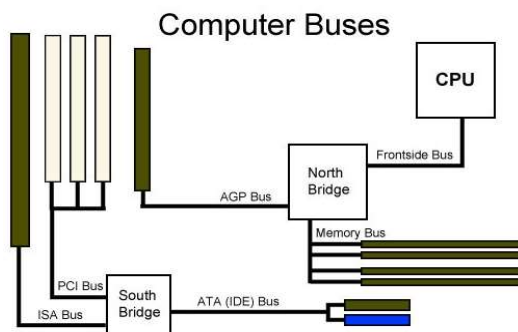 Computer Buses
CPU
Frontside Bus
North
Bridge
AGP Bus
Memory Bus
PCI Bus
South
Bridge
ATA (IDE) Bus
ISA Bus